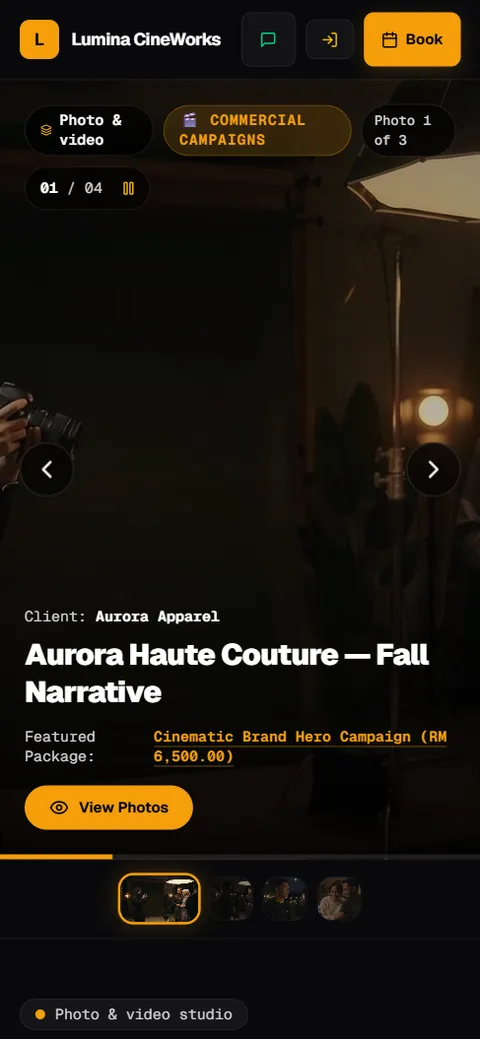 L
Lumina CineWorks
Book
Photo &
video
🎬 COMMERCIAL
CAMPAIGNS
Photo 1
of 3
01 / 04
Client: Aurora Apparel
Aurora Haute Couture — Fall
Narrative
Featured
Package:
Cinematic Brand Hero Campaign (RM
6,500.00)
View Photos
Photo & video studio